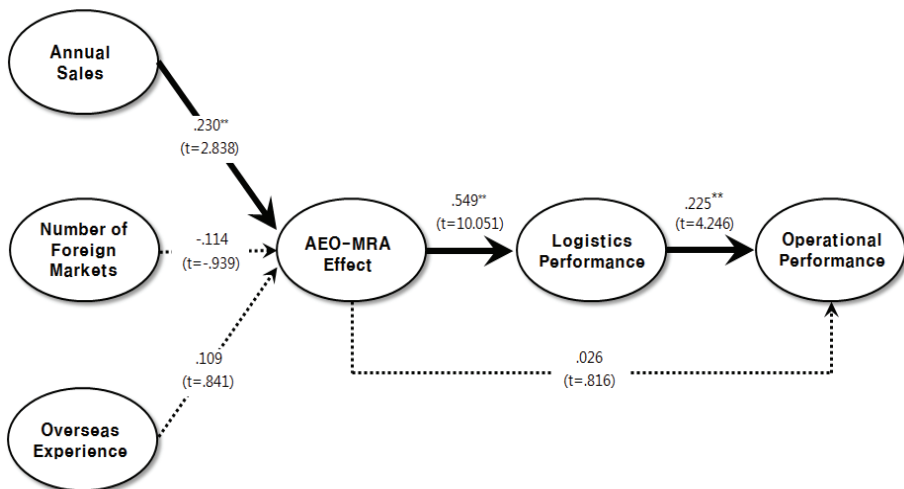 Annual
Sales
.230**
(t=2.838)
Number of
Foreign
Markets
-.114
(t=-.939)
AEO-MRA
Effect
.549**
(t=10.051)
Logistics
Performance
.225**
(t=4.246)
Operational
Performance
.109
(t=.841)
.026
(t=.816)
Overseas
Experience